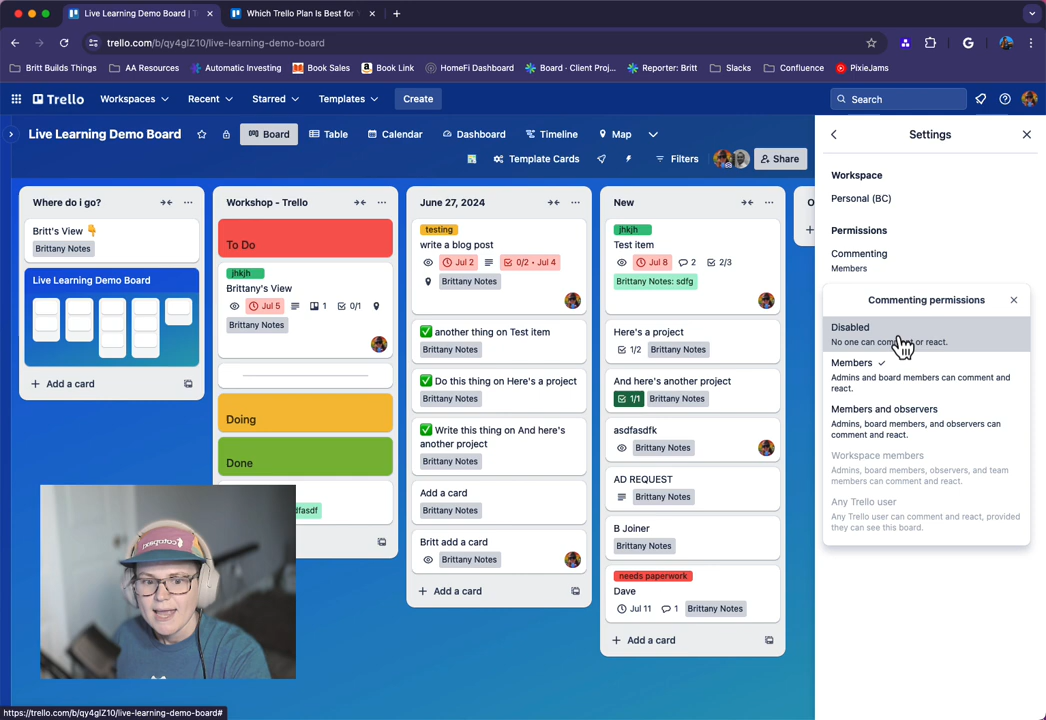 Live Learning Demo Board | T
Which Trello Plan Is Best for Y
trello.com/b/qy4gIZ10/live-learning-demo-board
Britt Builds Things
AA Resources
Automatic Investing
Book Sales
Book Link
HomeFi Dashboard
Board · Client Proj...
Reporter: Britt
Slacks
Confluence
PixieJams
Trello
Workspaces
Recent
Starred
Templates
Create
Search
Live Learning Demo Board
Board
Table
Calendar
Dashboard
Timeline
Map
Template Cards
Filters
Share
Where do i go?
Britt's View 👇
Brittany Notes
Live Learning Demo Board
+ Add a card
Workshop - Trello
To Do
jhkjh
Brittany's View
Jul 5
1
0/1
Brittany Notes
Doing
Done
dfasdf
June 27, 2024
testing
write a blog post
Jul 2
0/2 • Jul 4
Brittany Notes
✅ another thing on Test item
Brittany Notes
✅ Do this thing on Here's a project
Brittany Notes
✅ Write this thing on And here's
another project
Brittany Notes
Add a card
Brittany Notes
Britt add a card
Brittany Notes
+ Add a card
New
jhkjh
Test item
Jul 8
2
2/3
Brittany Notes: sdfg
Here's a project
1/2
Brittany Notes
And here's another project
1/1
Brittany Notes
asdfasdfk
Brittany Notes
AD REQUEST
Brittany Notes
B Joiner
Brittany Notes
needs paperwork
Dave
Jul 11
1
Brittany Notes
+ Add a card
O
+
Settings
Workspace
Personal (BC)
Permissions
Commenting
Members
Commenting permissions
Disabled
No one can comment or react.
Members ✓
Admins and board members can comment and
react.
Members and observers
Admins, board members, and observers can
comment and react.
Workspace members
Admins, board members, observers, and team
members can comment and react.
Any Trello user
Any Trello user can comment and react, provided
they can see this board.
https://trello.com/b/qy4gIZ10/live-learning-demo-board#